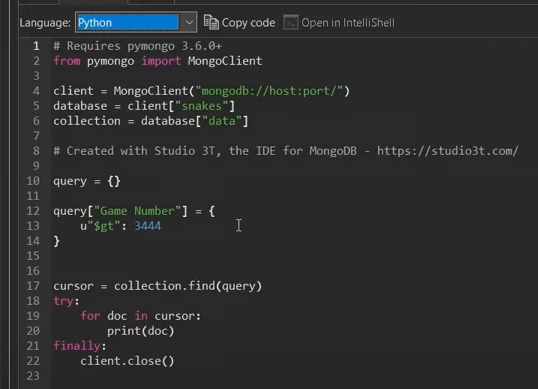 Language: Python Copy code Open in IntelliShell
1 # Requires pymongo 3.6.0+
2 from pymongo import MongoClient
3
4 client = MongoClient("mongodb://host:port/")
5 database = client["snakes"]
6 collection = database["data"]
7
8 # Created with Studio 3T, the IDE for MongoDB - https://studio3t.com/
9
10 query = {}
11
12 query["Game Number"] = {
13     u"$gt": 3444
14 }
15
16
17 cursor = collection.find(query)
18 try:
19     for doc in cursor:
20         print(doc)
21 finally:
22     client.close()
23